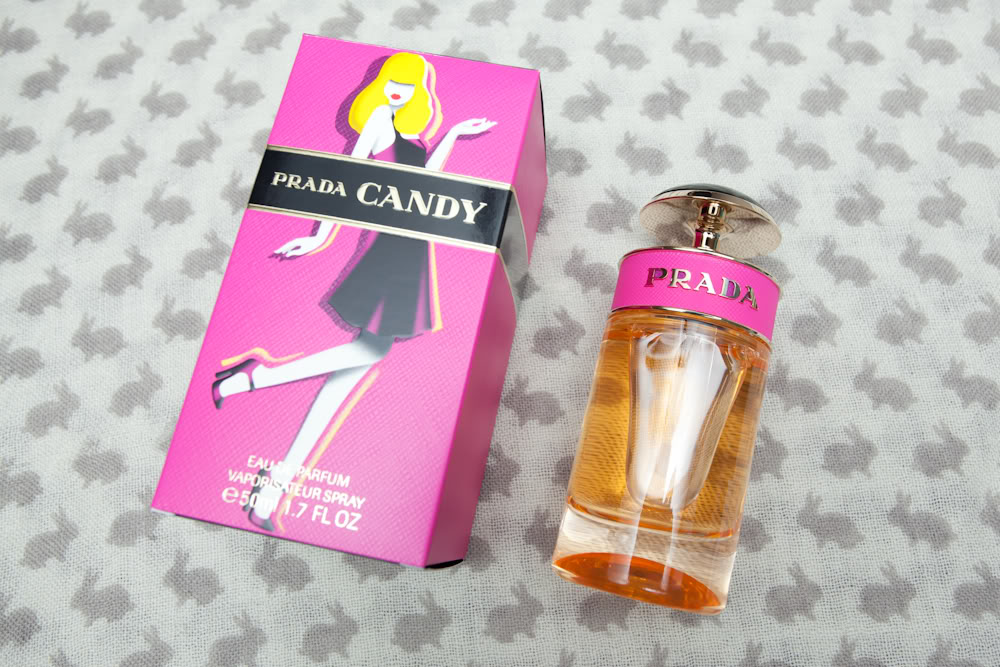 PRADA CANDY
EAU DE PARFUM
VAPORISATEUR SPRAY
℮ 50ml 1.7 FL OZ
PRADA